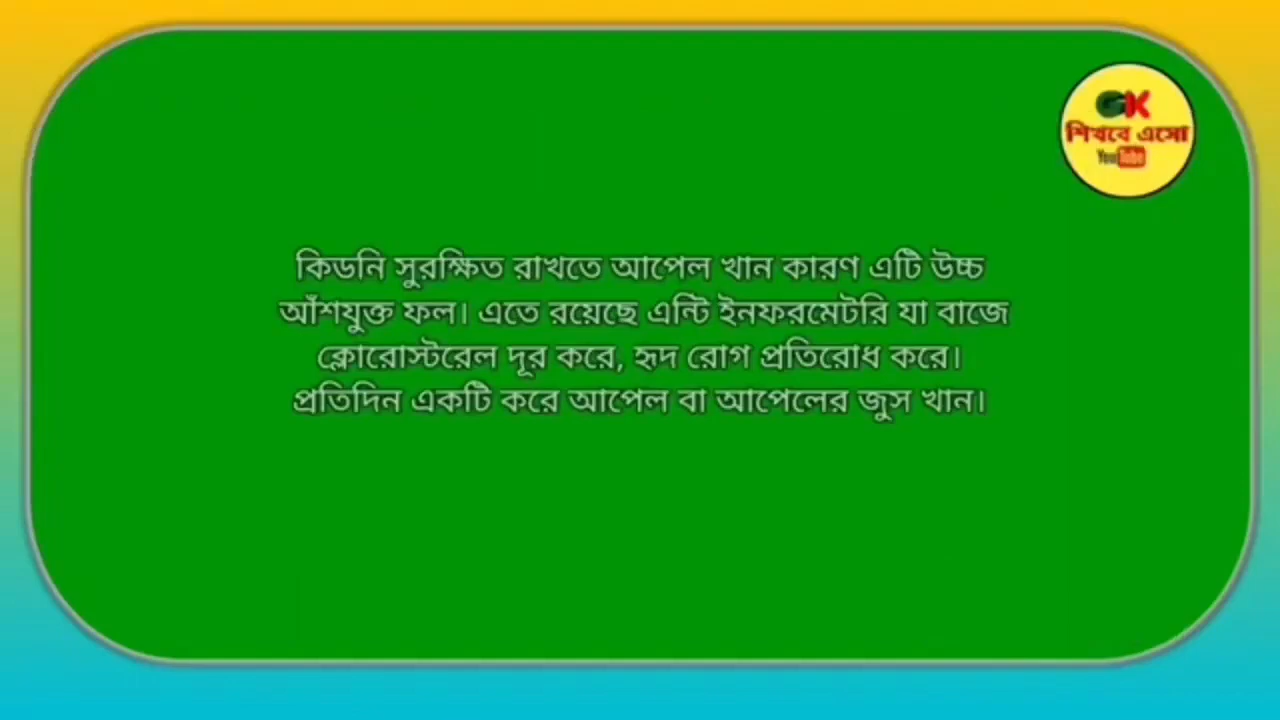 GK
শিখবে এসো
YouTube
কিডনি সুরক্ষিত রাখতে আপেল খান কারণ এটি উচ্চ
আঁশযুক্ত ফল। এতে রয়েছে এন্টি ইনফরমেটরি যা বাজে
ক্লোরোস্টরেল দূর করে, হৃদ রোগ প্রতিরোধ করে।
প্রতিদিন একটি করে আপেল বা আপেলের জুস খান।